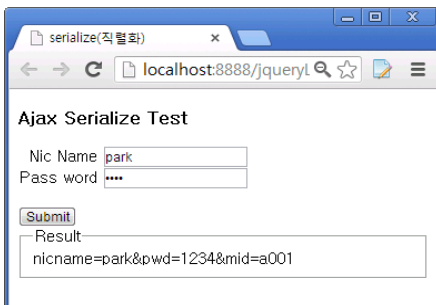 serialize(직렬화)
localhost:8888/jqueryL
Ajax Serialize Test
Nic Name park
Pass word ••••
Submit
Result
nicname=park&pwd=1234&mid=a001